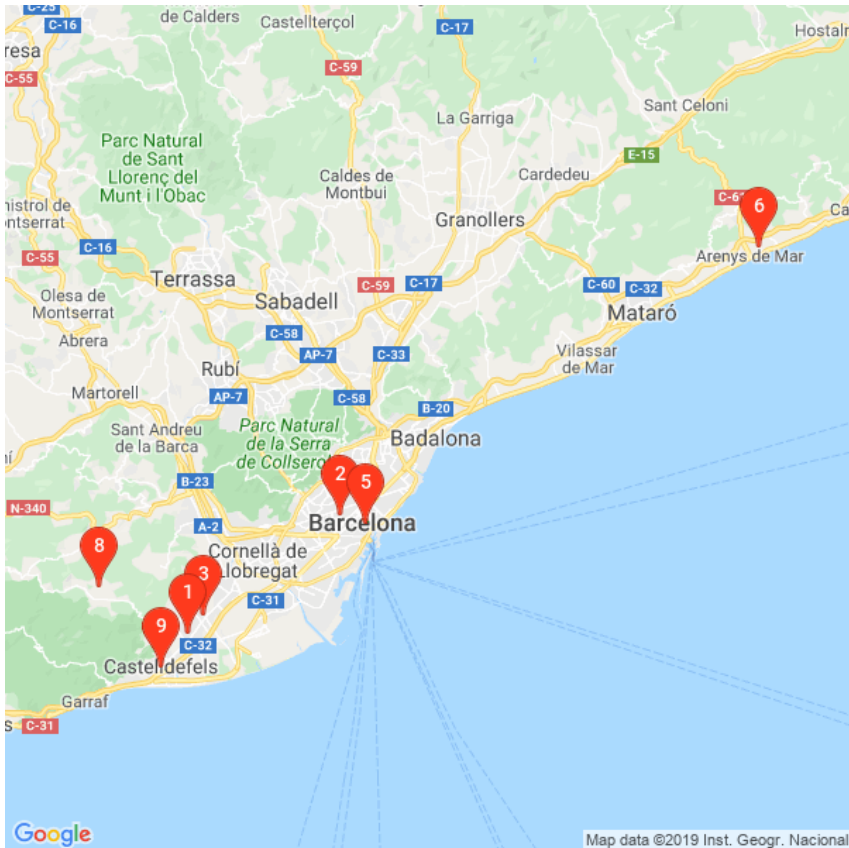 C-25
C-16
de Calders
Castellterçol
C-17
Hostalr
resa
C-55
C-59
La Garriga
Sant Celoni
Parc Natural
de Sant
Llorenç del
Munt i l'Obac
E-15
Caldes de
Montbui
Cardedeu
C-61
6
Ca
nistrol de
ontserrat
Granollers
C-16
C-55
Arenys de Mar
Terrassa
C-59
C-17
C-60
C-32
Olesa de
Montserrat
Sabadell
Mataró
C-58
Abrera
AP-7
C-33
Vilassar
de Mar
Rubí
Martorell
AP-7
C-58
B-20
Sant Andreu
de la Barca
Parc Natural
de la Serra
de Collserola
Badalona
B-23
2
5
N-340
A-2
Barcelona
8
Cornellà de
Llobregat
3
C-31
1
9
C-32
Castelldefels
Garraf
C-31
s
Google
Map data ©2019 Inst. Geogr. Nacional